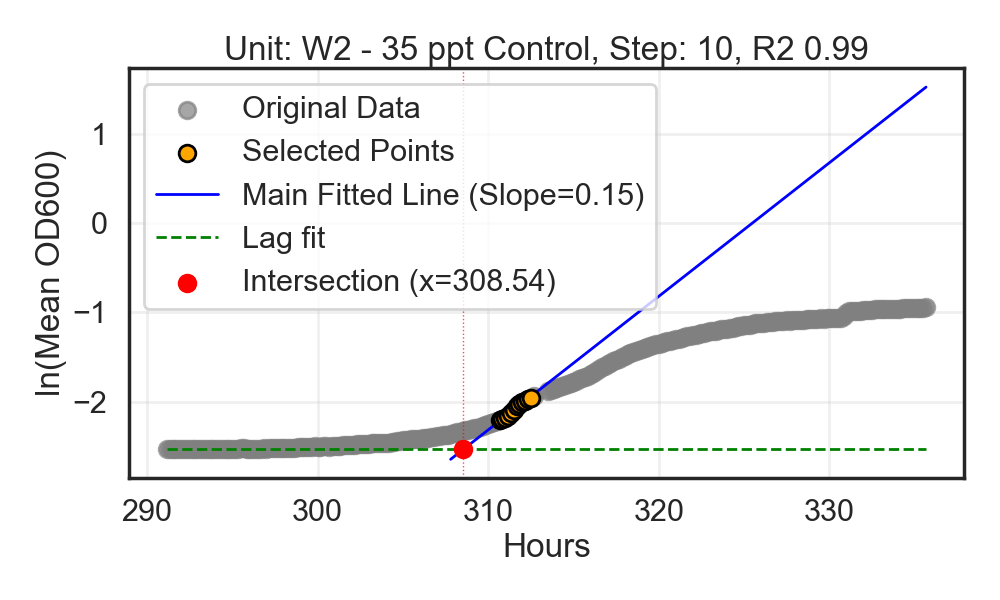 Unit: W2 - 35 ppt Control, Step: 10, R2 0.99
Original Data
Selected Points
Main Fitted Line (Slope=0.15)
Lag fit
Intersection (x=308.54)
ln(Mean OD600)
1
0
−1
−2
290 300 310 320 330
Hours